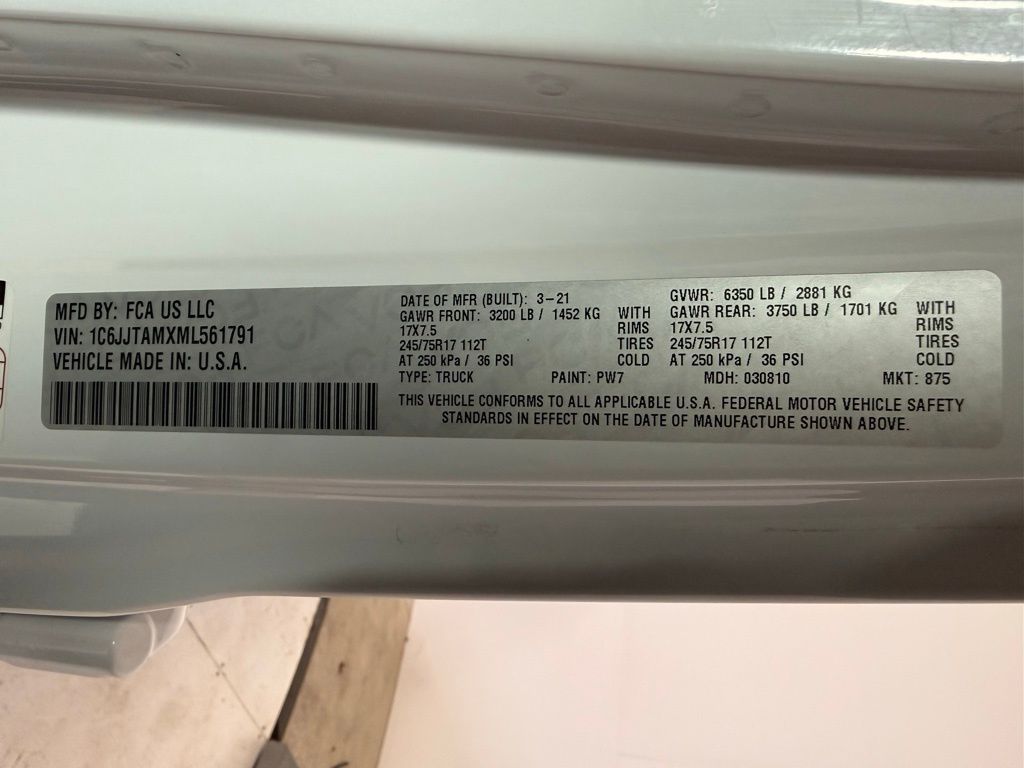 MFD BY: FCA US LLC
VIN: 1C6JJTAMXML561791
VEHICLE MADE IN: U.S.A.
DATE OF MFR (BUILT): 3-21
GAWR FRONT: 3200 LB / 1452 KG WITH
17X7.5 RIMS
245/75R17 112T TIRES
AT 250 kPa / 36 PSI COLD
GVWR: 6350 LB / 2881 KG
GAWR REAR: 3750 LB / 1701 KG WITH
17X7.5 RIMS
245/75R17 112T TIRES
AT 250 kPa / 36 PSI COLD
TYPE: TRUCK PAINT: PW7 MDH: 030810 MKT: 875
THIS VEHICLE CONFORMS TO ALL APPLICABLE U.S.A. FEDERAL MOTOR VEHICLE SAFETY
STANDARDS IN EFFECT ON THE DATE OF MANUFACTURE SHOWN ABOVE.